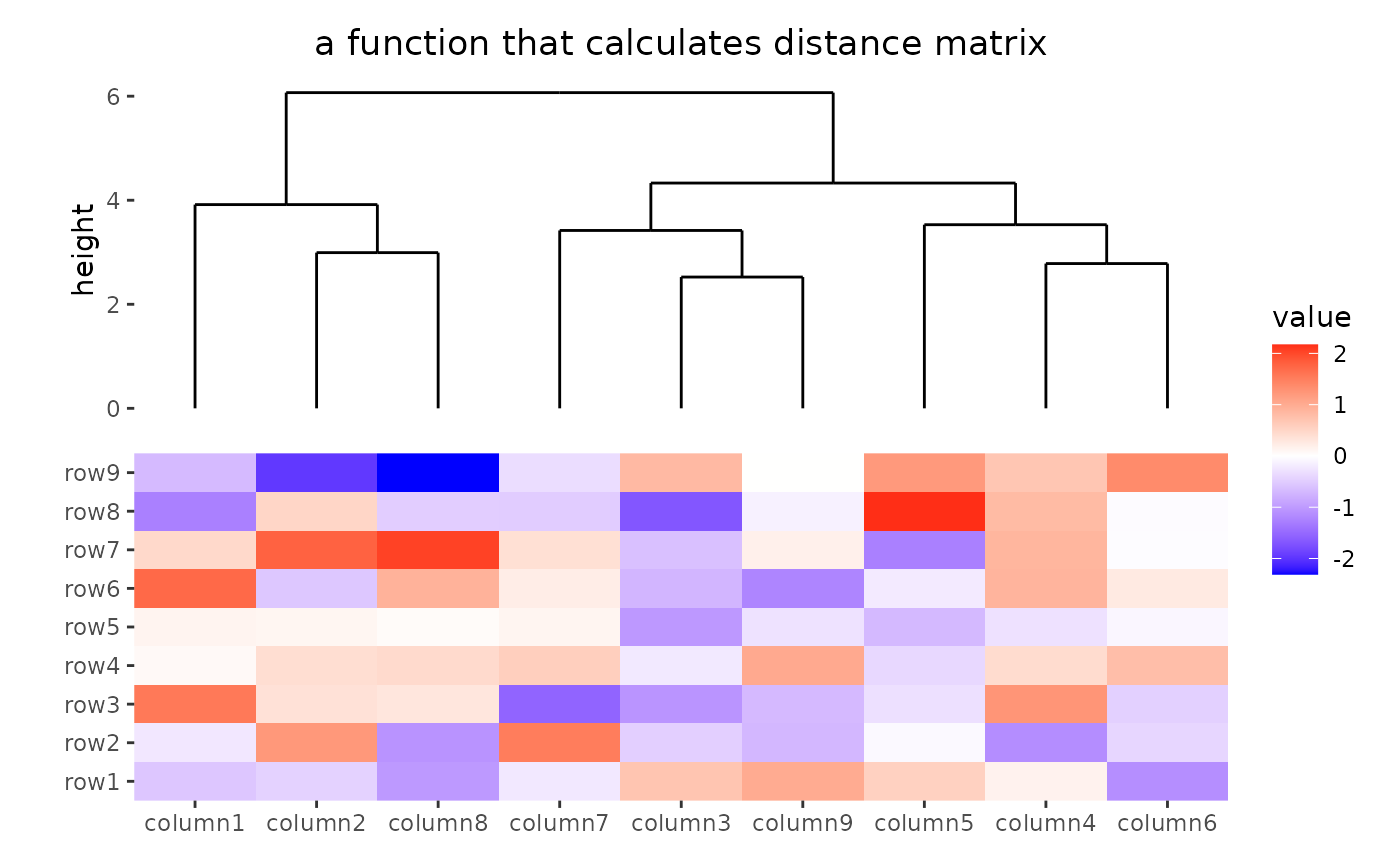 a function that calculates distance matrix
6
4
2
0
height
value
2
1
0
-1
-2
row9
row8
row7
row6
row5
row4
row3
row2
row1
column1 column2 column8 column7 column3 column9 column5 column4 column6